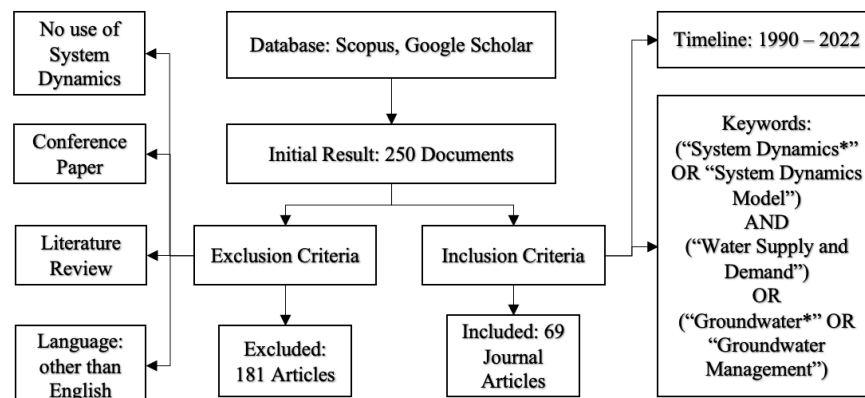 No use of
System
Dynamics
Database: Scopus, Google Scholar
Timeline: 1990 – 2022
Conference
Paper
Initial Result: 250 Documents
Keywords:
(“System Dynamics*”
OR “System Dynamics
Model”)
AND
(“Water Supply and
Demand”)
OR
(“Groundwater*” OR
“Groundwater
Management”)
Literature
Review
Exclusion Criteria
Inclusion Criteria
Language:
other than
English
Excluded:
181 Articles
Included: 69
Journal
Articles